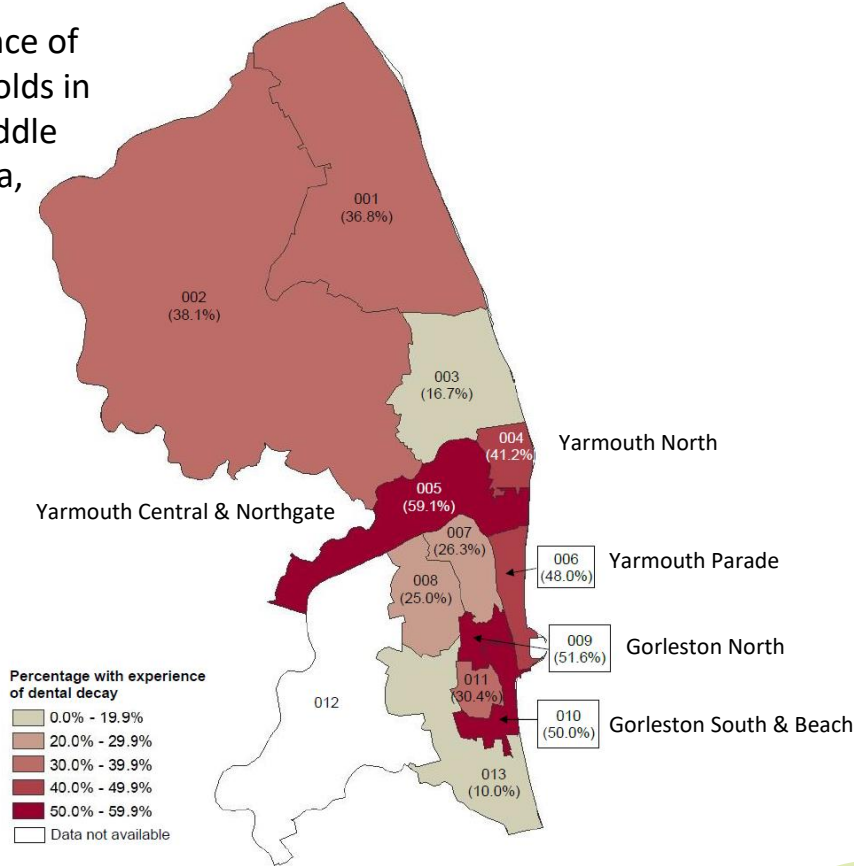 nce of
olds in
ddle
a,
001
(36.8%)
002
(38.1%)
003
(16.7%)
004
(41.2%)
Yarmouth North
005
(59.1%)
Yarmouth Central & Northgate
007
(26.3%)
006
(48.0%)
Yarmouth Parade
008
(25.0%)
009
(51.6%)
Gorleston North
011
(30.4%)
012
010
(50.0%)
Gorleston South & Beach
013
(10.0%)
Percentage with experience
of dental decay
0.0% - 19.9%
20.0% - 29.9%
30.0% - 39.9%
40.0% - 49.9%
50.0% - 59.9%
Data not available